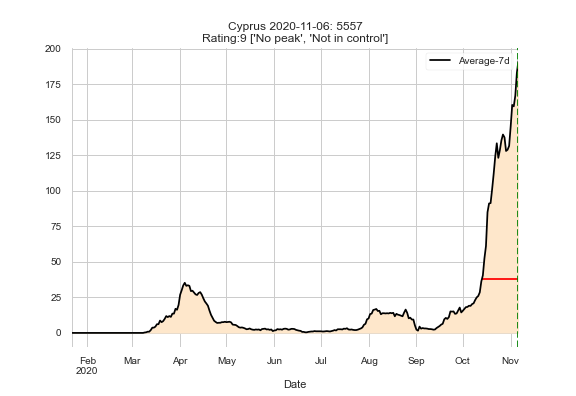 Cyprus 2020-11-06: 5557
Rating:9 ['No peak', 'Not in control']
Average-7d
200
175
150
125
100
75
50
25
0
Feb Mar Apr May Jun Jul Aug Sep Oct Nov
2020
Date